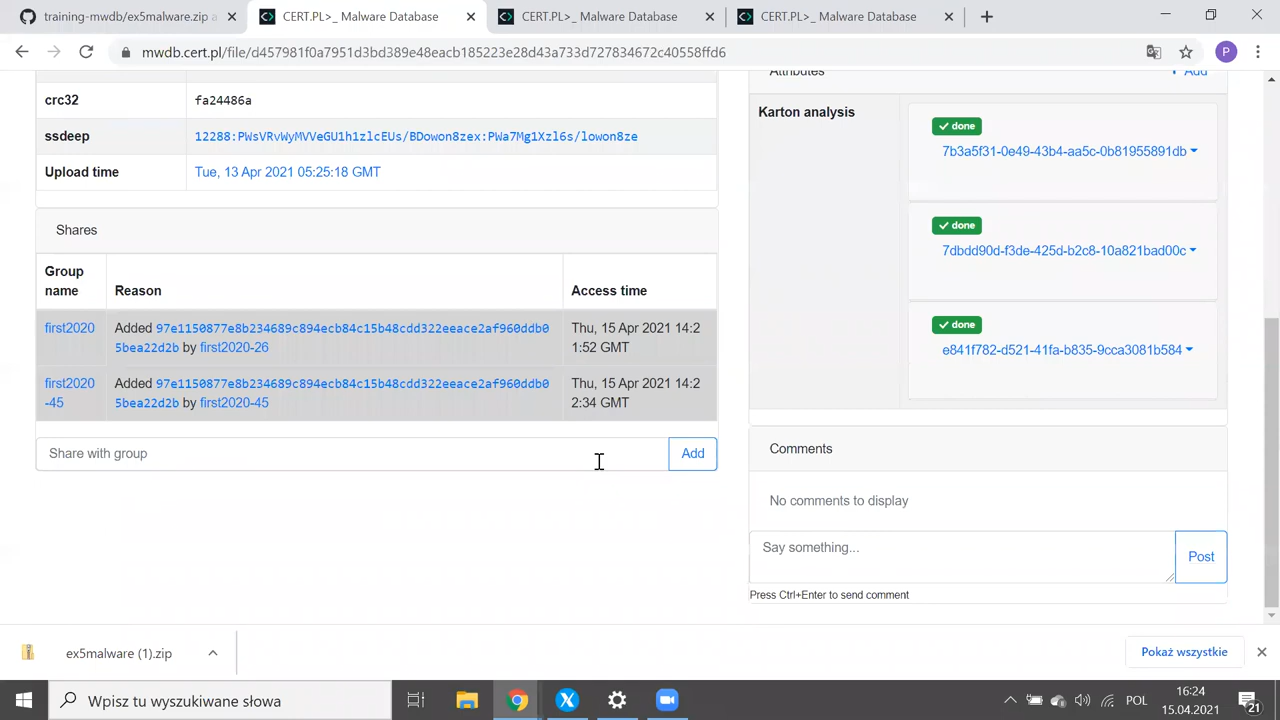 training-mwdb/ex5malware.zip a
CERT.PL>_ Malware Database
CERT.PL>_ Malware Database
CERT.PL>_ Malware Database
mwdb.cert.pl/file/d457981f0a7951d3bd389e48eacb185223e28d43a733d727834672c40558ffd6
P
crc32
fa24486a
ssdeep
12288:PWsVRvWyMVVeGU1h1zlcEUs/BDowon8zex:PWa7Mg1Xzl6s/lowon8ze
Upload time
Tue, 13 Apr 2021 05:25:18 GMT
Shares
Group
name
Reason
Access time
first2020
Added 97e1150877e8b234689c894ecb84c15b48cdd322eeace2af960ddb0
5bea22d2b by first2020-26
Thu, 15 Apr 2021 14:2
1:52 GMT
first2020
-45
Added 97e1150877e8b234689c894ecb84c15b48cdd322eeace2af960ddb0
5bea22d2b by first2020-45
Thu, 15 Apr 2021 14:2
2:34 GMT
Share with group
Add
Attributes
+ Add
Karton analysis
done
7b3a5f31-0e49-43b4-aa5c-0b81955891db
done
7dbdd90d-f3de-425d-b2c8-10a821bad00c
done
e841f782-d521-41fa-b835-9cca3081b584
Comments
No comments to display
Say something...
Post
Press Ctrl+Enter to send comment
ex5malware (1).zip
Pokaż wszystkie
Wpisz tu wyszukiwane słowa
POL
16:24
15.04.2021
21